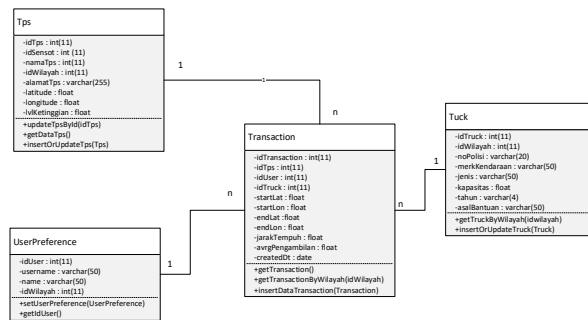 Tps
-idTps : int(11)
-idSensot : int (11)
-namaTps : int(11)
-idWilayah : int(11)
-alamatTps : varchar(255)
-latitude : float
-longitude : float
-lvlKetinggian : float
+updateTpsById(idTps)
+getDataTps()
+insertOrUpdateTps(Tps)
1
1
n
Transaction
-idTransaction : int(11)
-idTps : int(11)
-idUser : int(11)
-idTruck : int(11)
-startLat : float
-startLon : float
-endLat :float
-endLon : float
-jarakTempuh : float
-avrgPengambilan : float
-createdDt : date
+getTransaction()
+getTransactionByWilayah(idWilayah)
+insertDataTransaction(Transaction)
Tuck
-idTruck : int(11)
-idWilayah : int(11)
-noPolisi : varchar(20)
-merkKendaraan : varchar(50)
-jenis : varchar(50)
-kapasitas : float
-tahun : varchar(4)
-asalBantuan : varchar(50)
+getTruckByWilayah(idwilayah)
+insertOrUpdateTruck(Truck)
1
n
n
1
UserPreference
-idUser : int(11)
-username : varchar(50)
-name : varchar(50)
-idWilayah : int(11)
+setUserPreference(UserPreference)
+getIdUser()